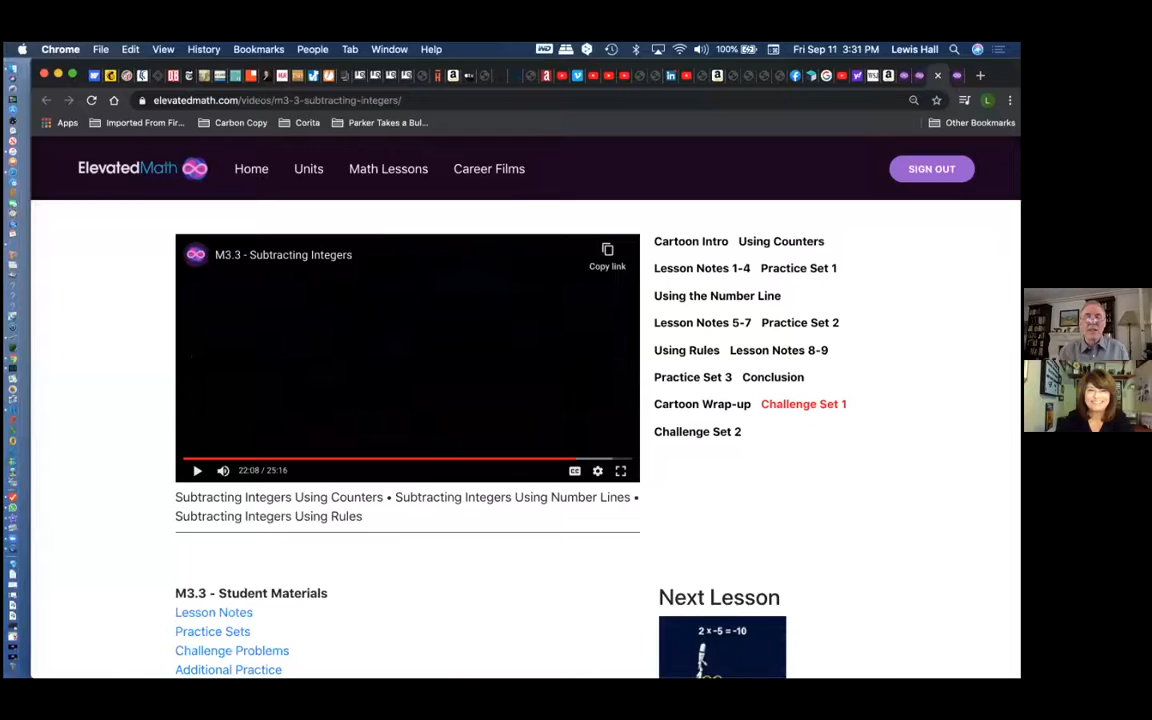 Chrome File Edit View History Bookmarks People Tab Window Help 100% Fri Sep 11 3:31 PM Lewis Hall
elevatedmath.com/videos/m3-3-subtracting-integers/
Apps Imported From Fir... Carbon Copy Corita Parker Takes a Bul... Other Bookmarks
ElevatedMath Home Units Math Lessons Career Films SIGN OUT
M3.3 - Subtracting Integers
Copy link
22:08 / 25:16
Subtracting Integers Using Counters • Subtracting Integers Using Number Lines •
Subtracting Integers Using Rules
Cartoon Intro Using Counters
Lesson Notes 1-4 Practice Set 1
Using the Number Line
Lesson Notes 5-7 Practice Set 2
Using Rules Lesson Notes 8-9
Practice Set 3 Conclusion
Cartoon Wrap-up Challenge Set 1
Challenge Set 2
M3.3 - Student Materials
Lesson Notes
Practice Sets
Challenge Problems
Additional Practice
Next Lesson
2 x -5 = -10